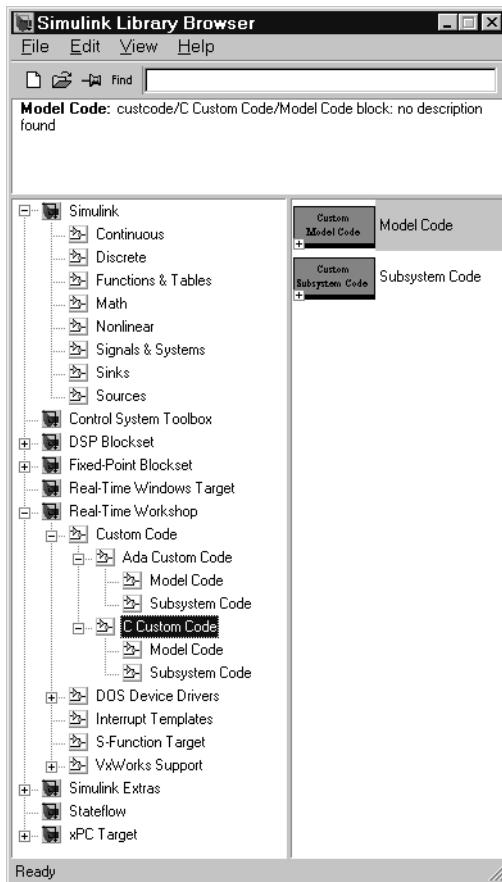 Simulink Library Browser
File Edit View Help
Find
Model Code: custcode/C Custom Code/Model Code block: no description
found
Simulink
Continuous
Discrete
Functions & Tables
Math
Nonlinear
Signals & Systems
Sinks
Sources
Control System Toolbox
DSP Blockset
Fixed-Point Blockset
Real-Time Windows Target
Real-Time Workshop
Custom Code
Ada Custom Code
Model Code
Subsystem Code
C Custom Code
Model Code
Subsystem Code
DOS Device Drivers
Interrupt Templates
S-Function Target
VxWorks Support
Simulink Extras
Stateflow
xPC Target
Custom
Model Code
Model Code
Custom
Subsystem Code
Subsystem Code
Ready